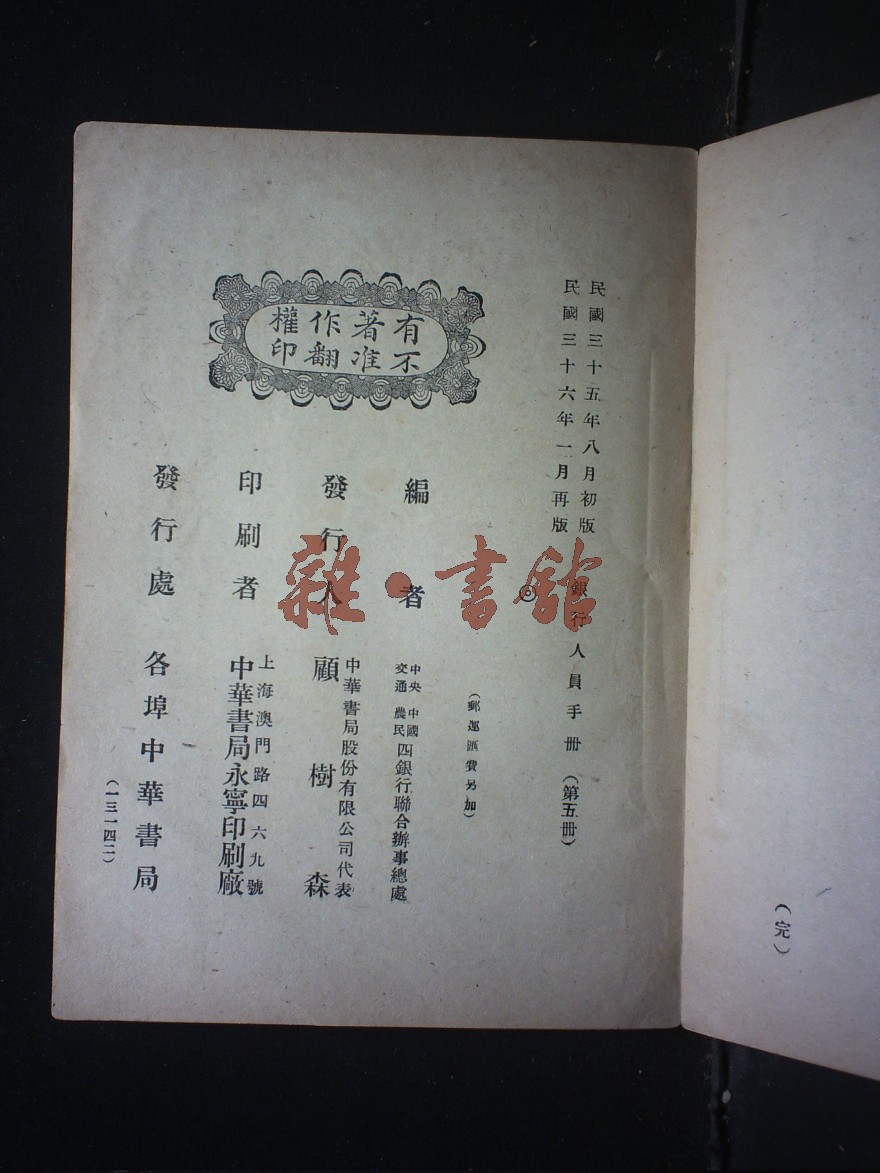 (完)
民國三十五年八月初版
民國三十六年一月再版
銀行人員手冊(第五冊)
◎
(郵運匯費另加)
有著作權
不准翻印
編者
中央 中國
交通 農民
四銀行聯合辦事總處
發行人
中華書局股份有限公司代表
顧樹森
印刷者
上海澳門路四六九號
中華書局永寧印刷廠
發行處
各埠中華書局
(一三一四二)
雜·書館